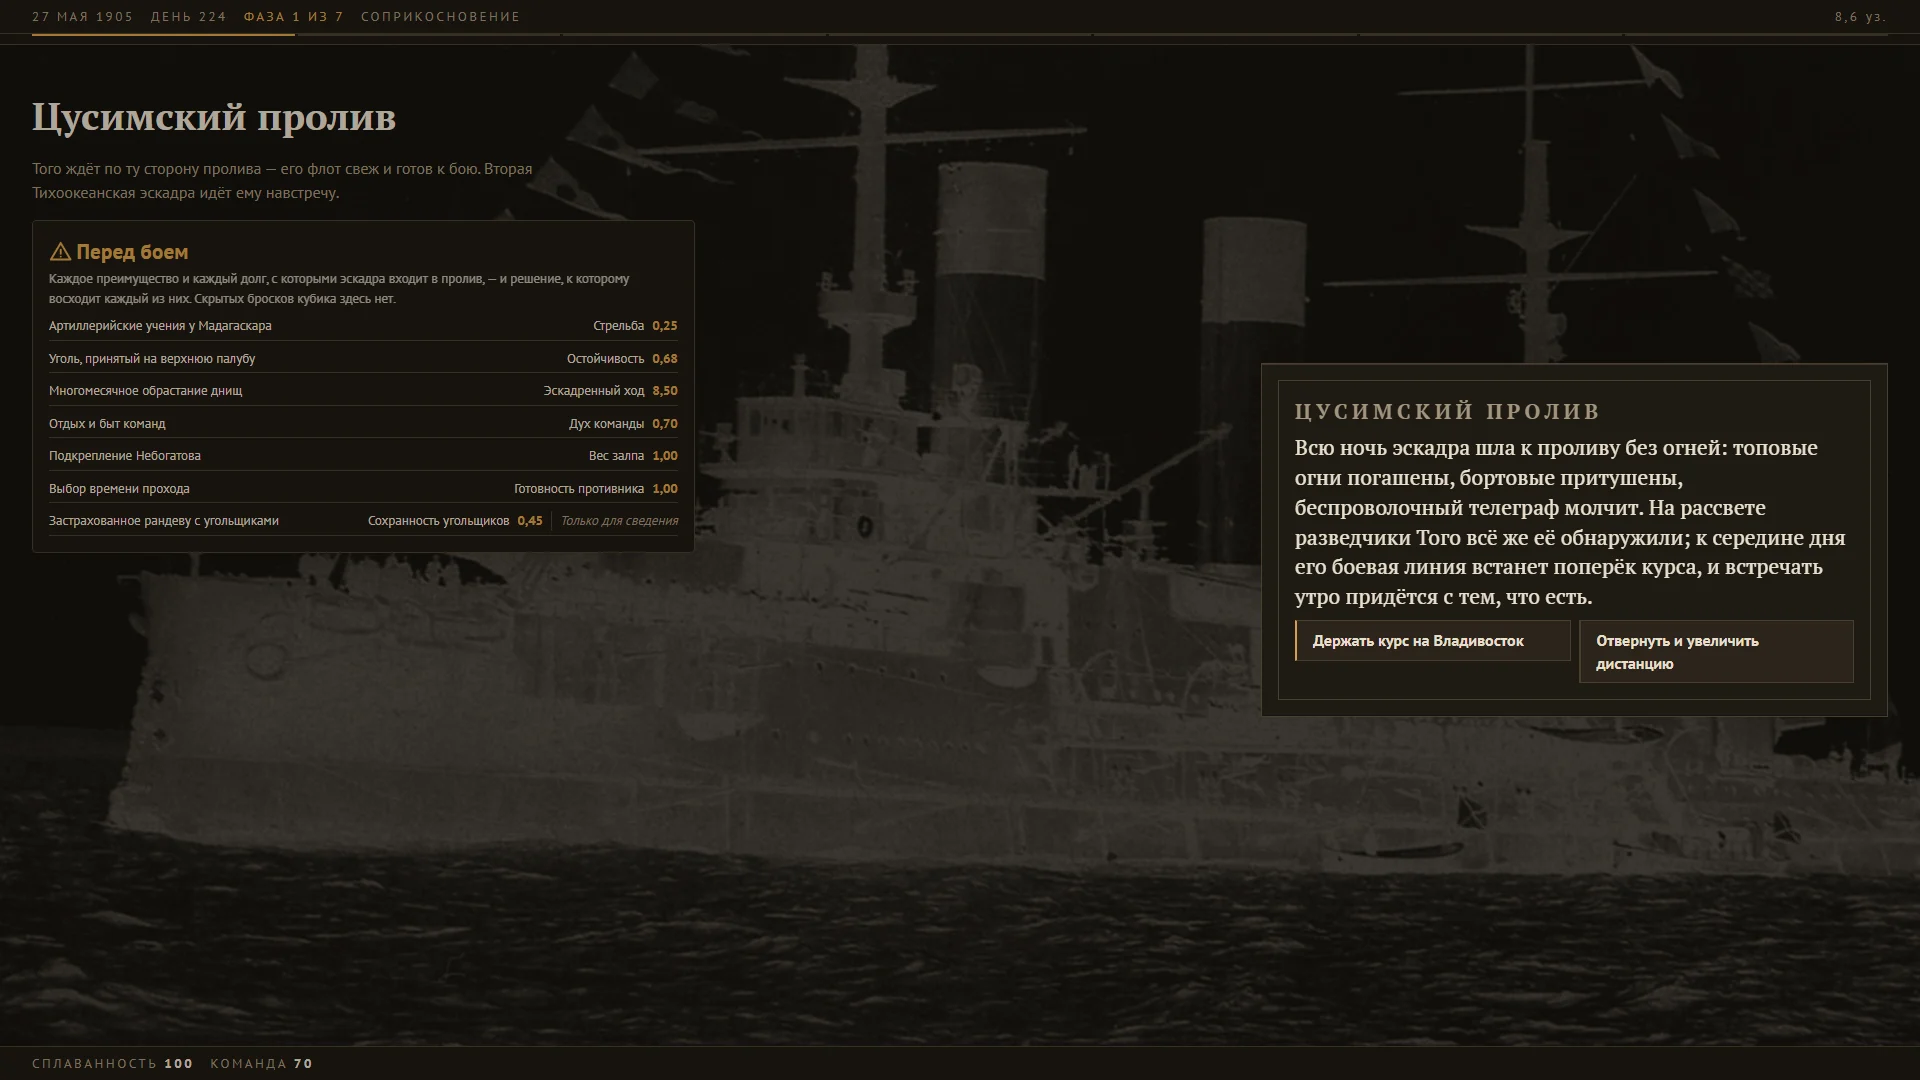 27 МАЯ 1905 ДЕНЬ 224 ФАЗА 1 ИЗ 7 СОПРИКОСНОВЕНИЕ 8,6 уз.
Цусимский пролив
Того ждёт по ту сторону пролива — его флот свеж и готов к бою. Вторая
Тихоокеанская эскадра идёт ему навстречу.
Перед боем
Каждое преимущество и каждый долг, с которыми эскадра входит в пролив, — и решение, к которому
восходит каждый из них. Скрытых бросков кубика здесь нет.
Артиллерийские учения у Мадагаскара Стрельба 0,25
Уголь, принятый на верхнюю палубу Остойчивость 0,68
Многомесячное обрастание днищ Эскадренный ход 8,50
Отдых и быт команд Дух команды 0,70
Подкрепление Небогатова Вес залпа 1,00
Выбор времени прохода Готовность противника 1,00
Застрахованное рандеву с угольщиками Сохранность угольщиков 0,45 Только для сведения
ЦУСИМСКИЙ ПРОЛИВ
Всю ночь эскадра шла к проливу без огней: топовые
огни погашены, бортовые притушены,
беспроволочный телеграф молчит. На рассвете
разведчики Того всё же её обнаружили; к середине дня
его боевая линия встанет поперёк курса, и встречать
утро придётся с тем, что есть.
Держать курс на Владивосток
Отвернуть и увеличить
дистанцию
СПЛАВАННОСТЬ 100 КОМАНДА 70